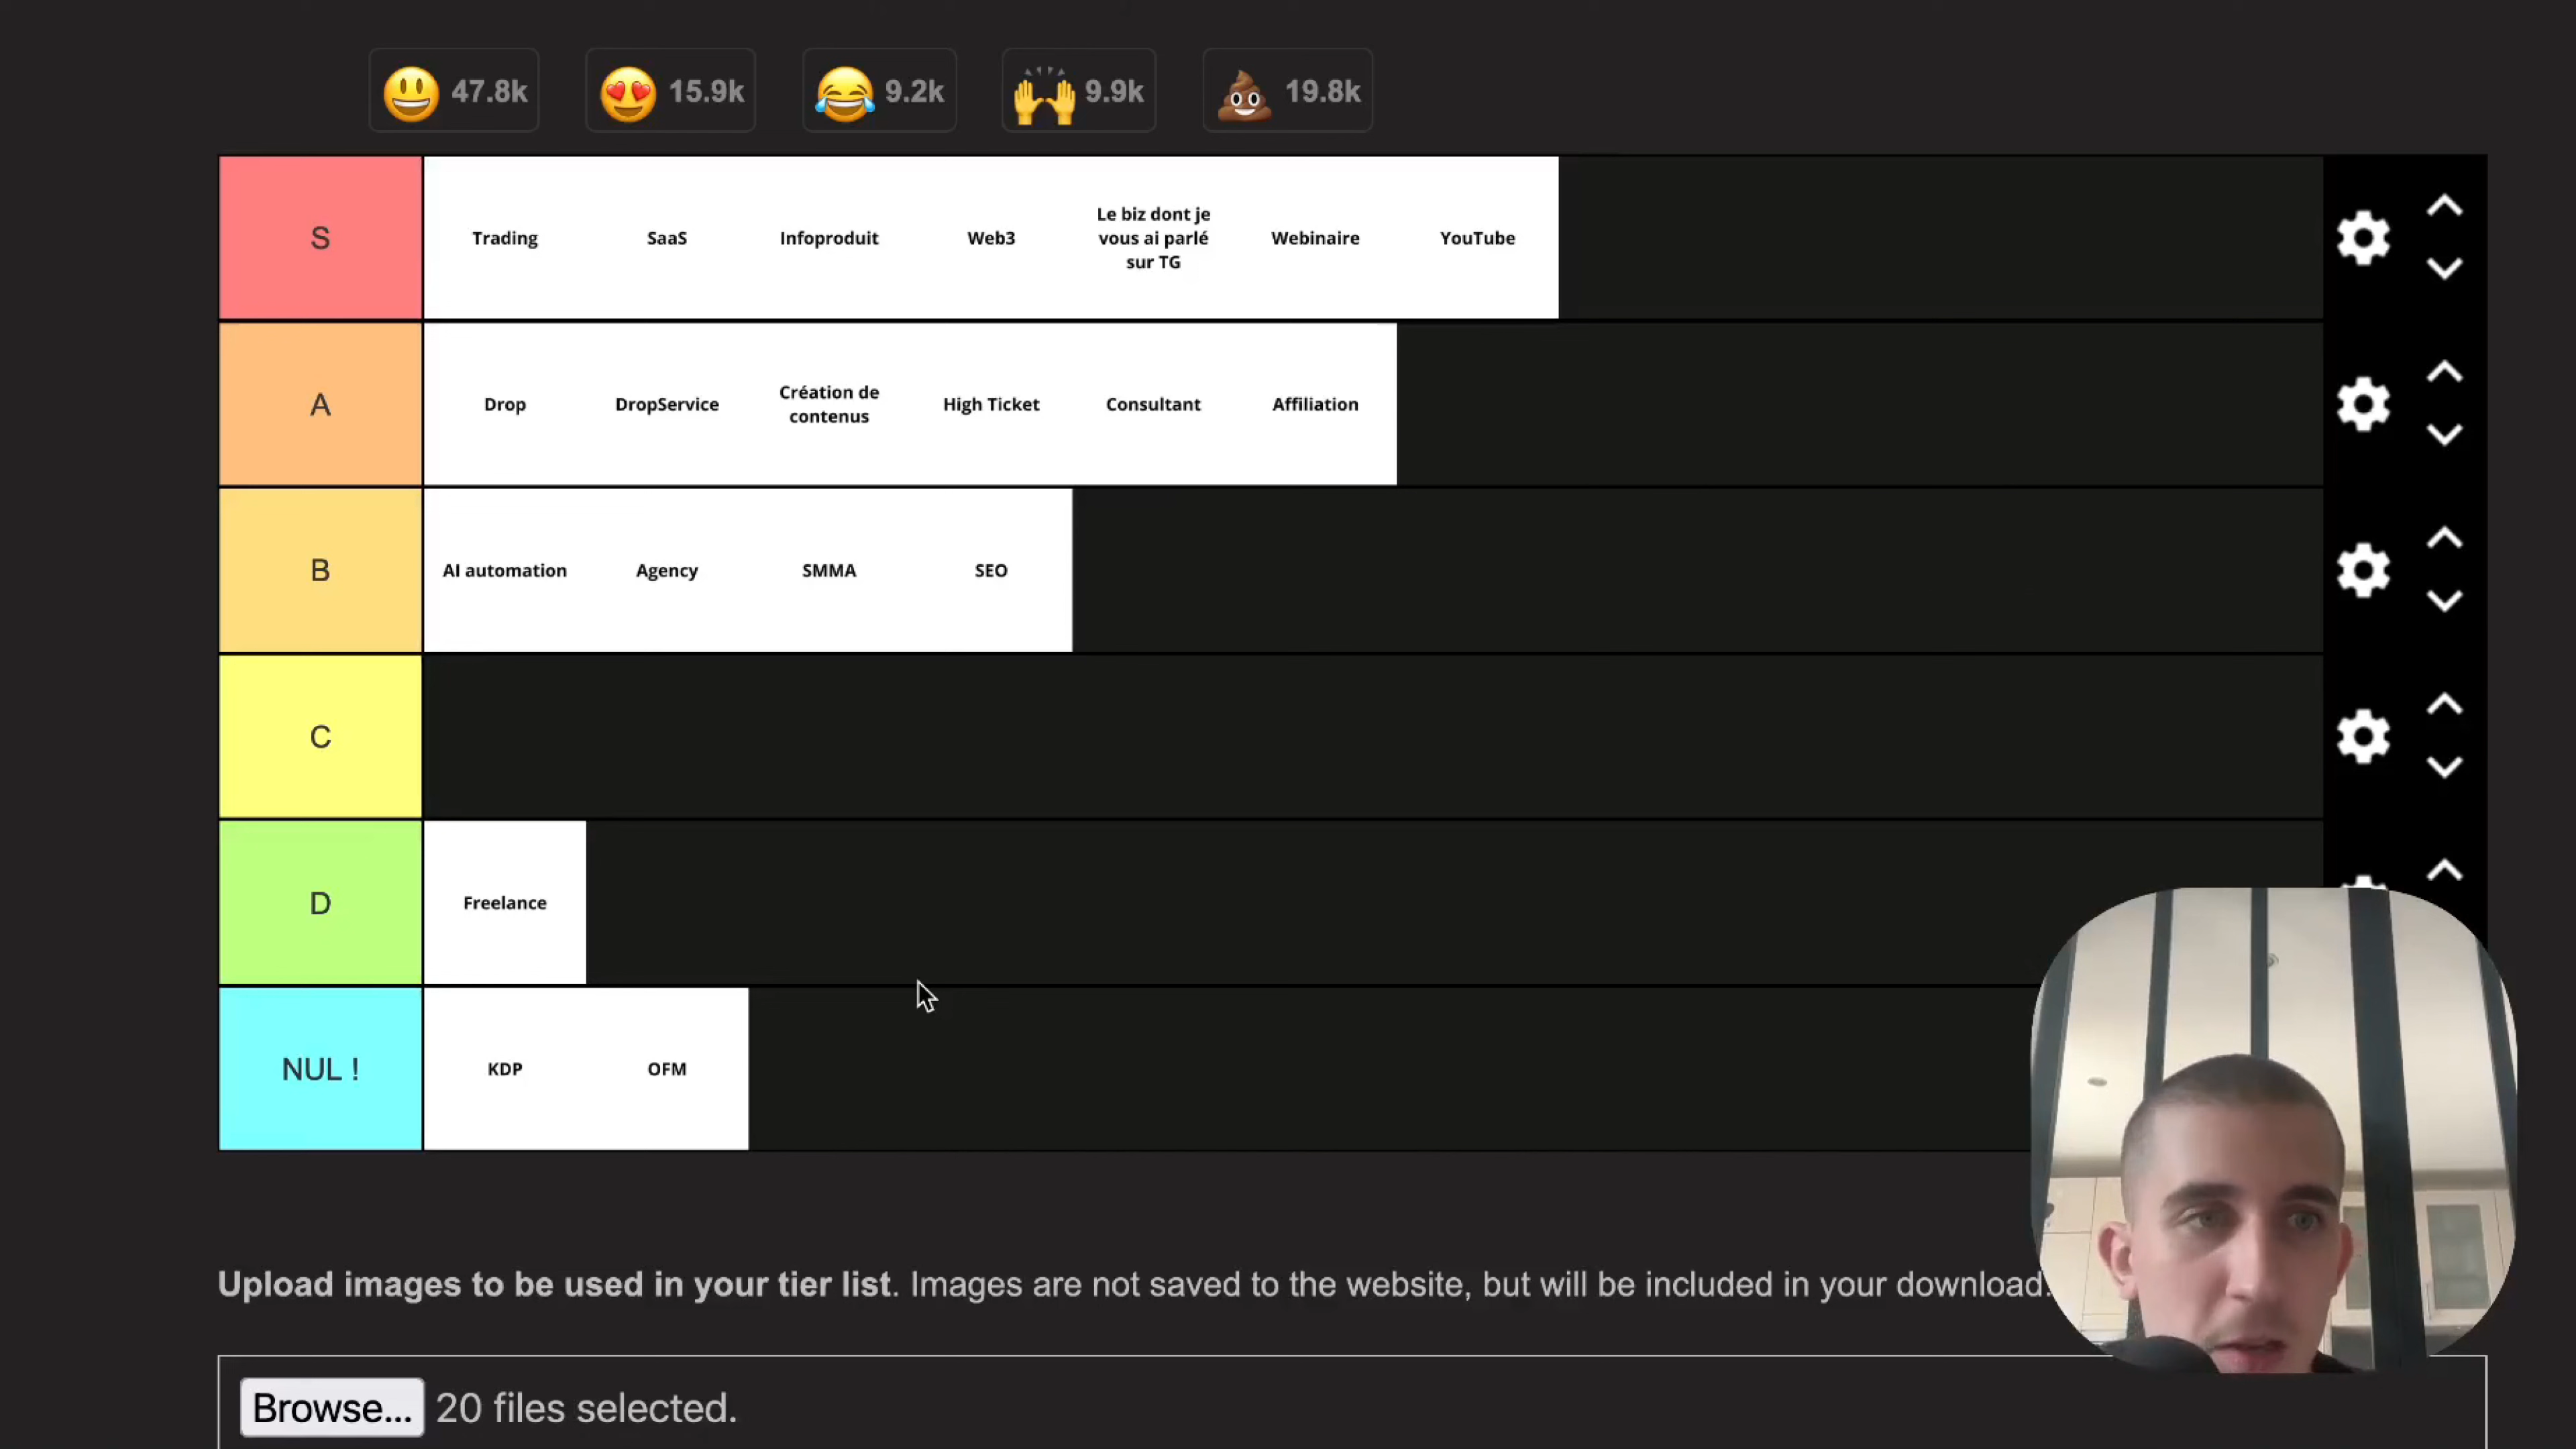 47.8k 15.9k 9.2k 9.9k 19.8k
S
Trading
SaaS
Infoproduit
Web3
Le biz dont je
vous ai parlé
sur TG
Webinaire
YouTube
A
Drop
DropService
Création de
contenus
High Ticket
Consultant
Affiliation
B
AI automation
Agency
SMMA
SEO
C
D
Freelance
NUL !
KDP
OFM
Upload images to be used in your tier list. Images are not saved to the website, but will be included in your download.
Browse... 20 files selected.